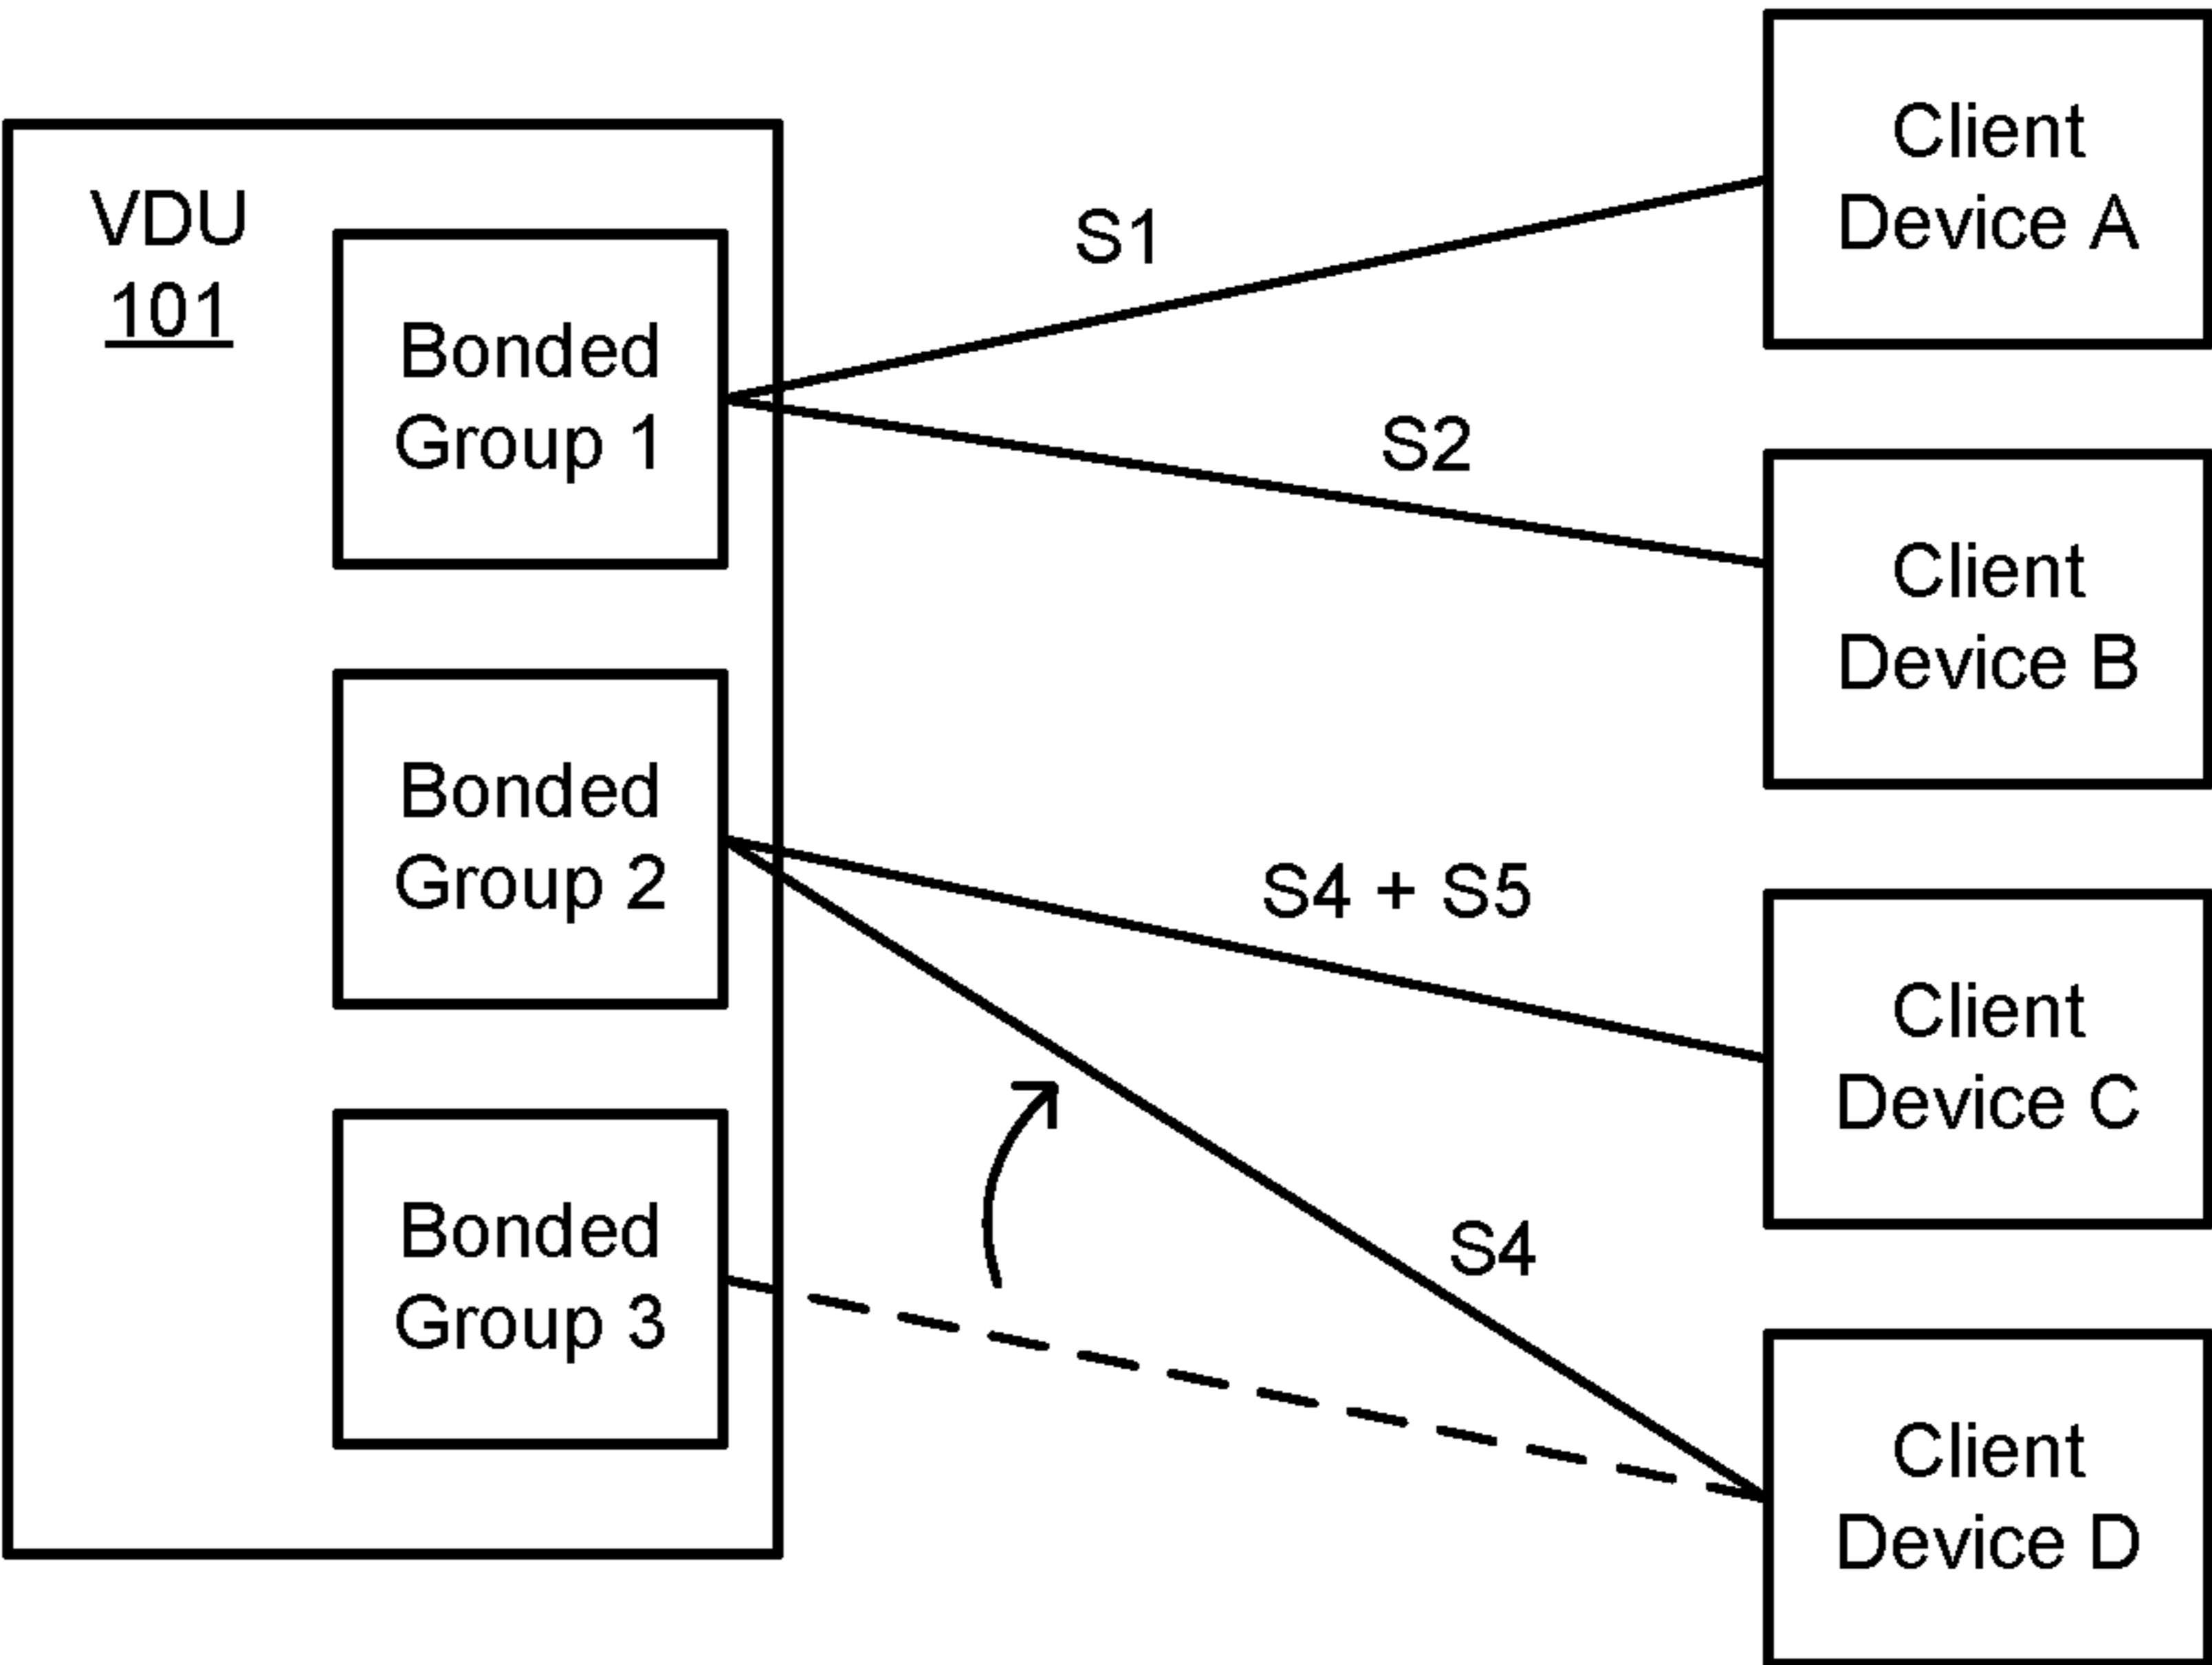 VDU
101
Bonded
Group 1
Bonded
Group 2
Bonded
Group 3
S1
S2
S4 + S5
S4
Client
Device A
Client
Device B
Client
Device C
Client
Device D